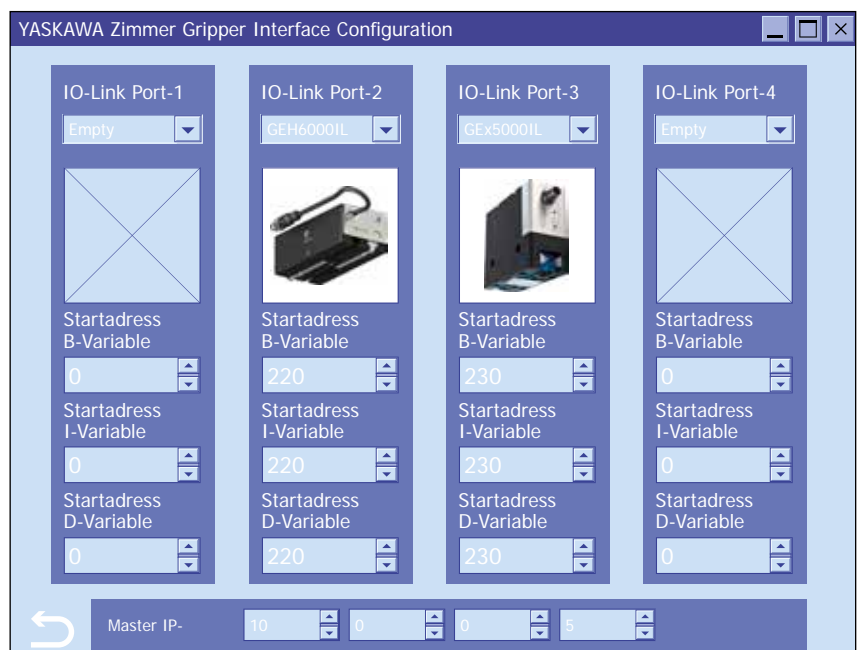 YASKAWA Zimmer Gripper Interface Configuration
IO-Link Port-1
Empty
Startadress
B-Variable
0
Startadress
I-Variable
0
Startadress
D-Variable
0
IO-Link Port-2
GEH6000IL
Startadress
B-Variable
220
Startadress
I-Variable
220
Startadress
D-Variable
220
IO-Link Port-3
GEx5000IL
Startadress
B-Variable
230
Startadress
I-Variable
230
Startadress
D-Variable
230
IO-Link Port-4
Empty
Startadress
B-Variable
0
Startadress
I-Variable
0
Startadress
D-Variable
0
Master IP- 10 0 0 5